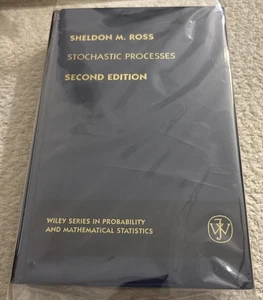 SHELDON M. ROSS
STOCHASTIC PROCESSES
SECOND EDITION
WILEY SERIES IN PROBABILITY
AND MATHEMATICAL STATISTICS